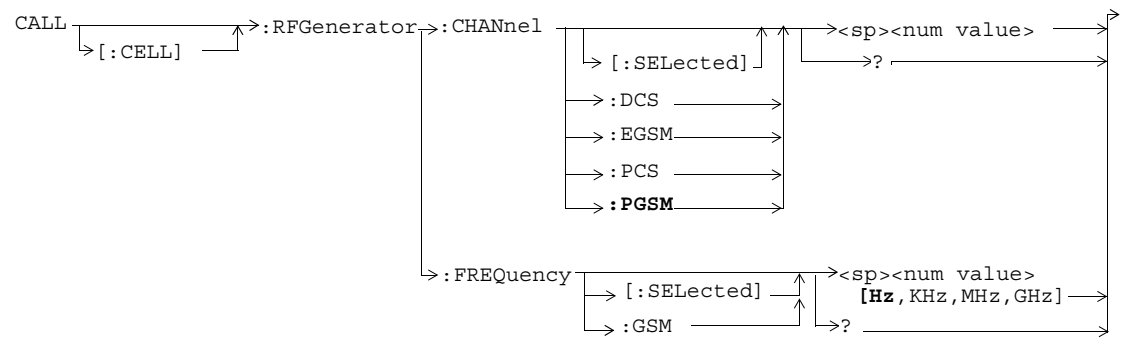 CALL :RFGenerator :CHANnel <sp><num value>
[:CELL] [:SELected] ?
:DCS
:EGSM
:PCS
:PGSM
:FREQuency <sp><num value>
[:SELected] [Hz,KHz,MHz,GHz]
:GSM ?